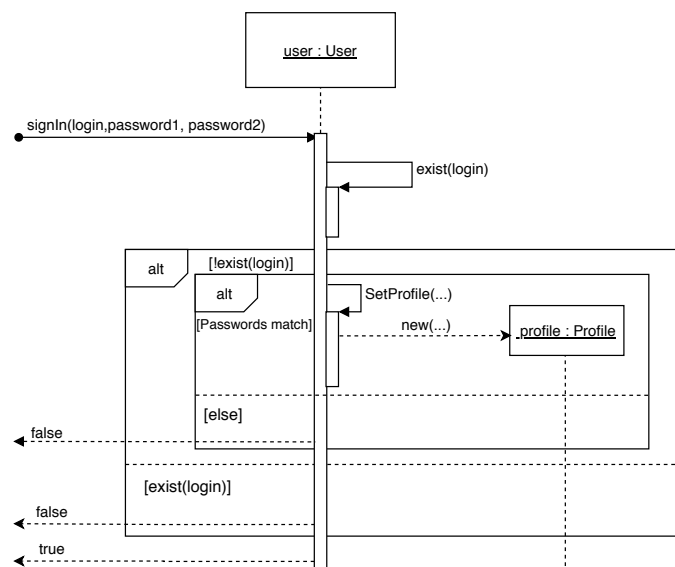 user : User
signIn(login,password1, password2)
exist(login)
alt
[!exist(login)]
alt
SetProfile(...)
[Passwords match]
new(...)
profile : Profile
[else]
false
[exist(login)]
false
true